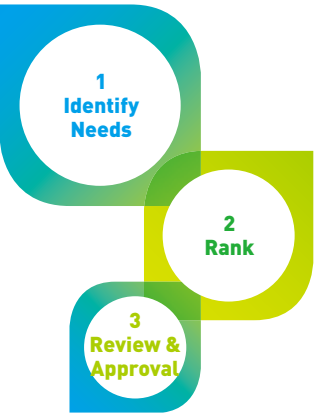 1
Identify
Needs
2
Rank
3
Review &
Approval